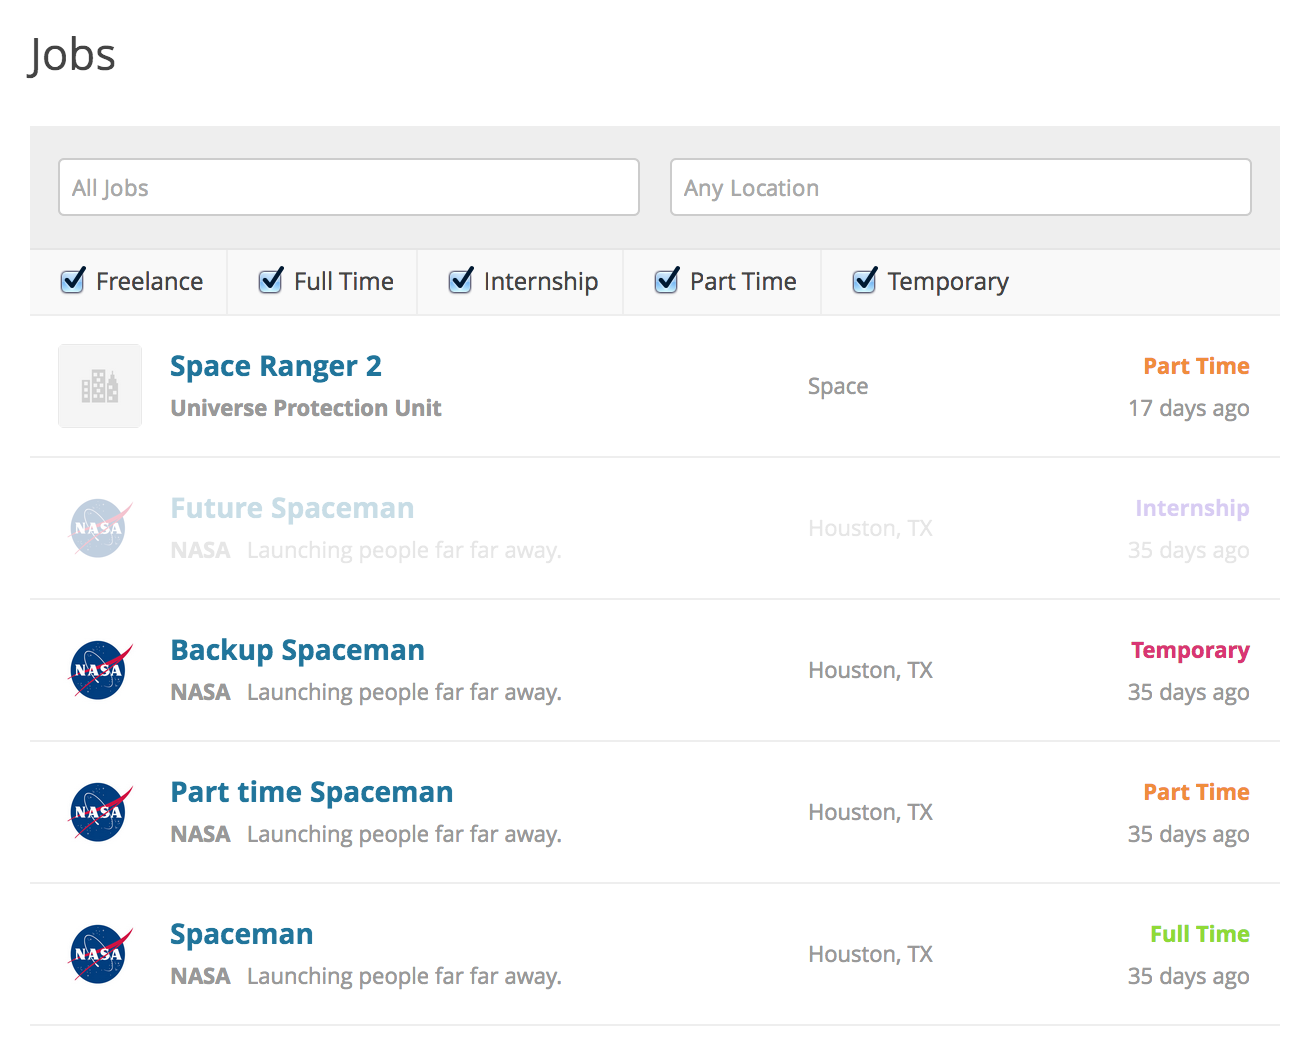 Jobs
All Jobs
Any Location
Freelance
Full Time
Internship
Part Time
Temporary
Space Ranger 2
Universe Protection Unit
Space
Part Time
17 days ago
NASA
Future Spaceman
NASA Launching people far far away.
Houston, TX
Internship
35 days ago
NASA
Backup Spaceman
NASA Launching people far far away.
Houston, TX
Temporary
35 days ago
NASA
Part time Spaceman
NASA Launching people far far away.
Houston, TX
Part Time
35 days ago
NASA
Spaceman
NASA Launching people far far away.
Houston, TX
Full Time
35 days ago